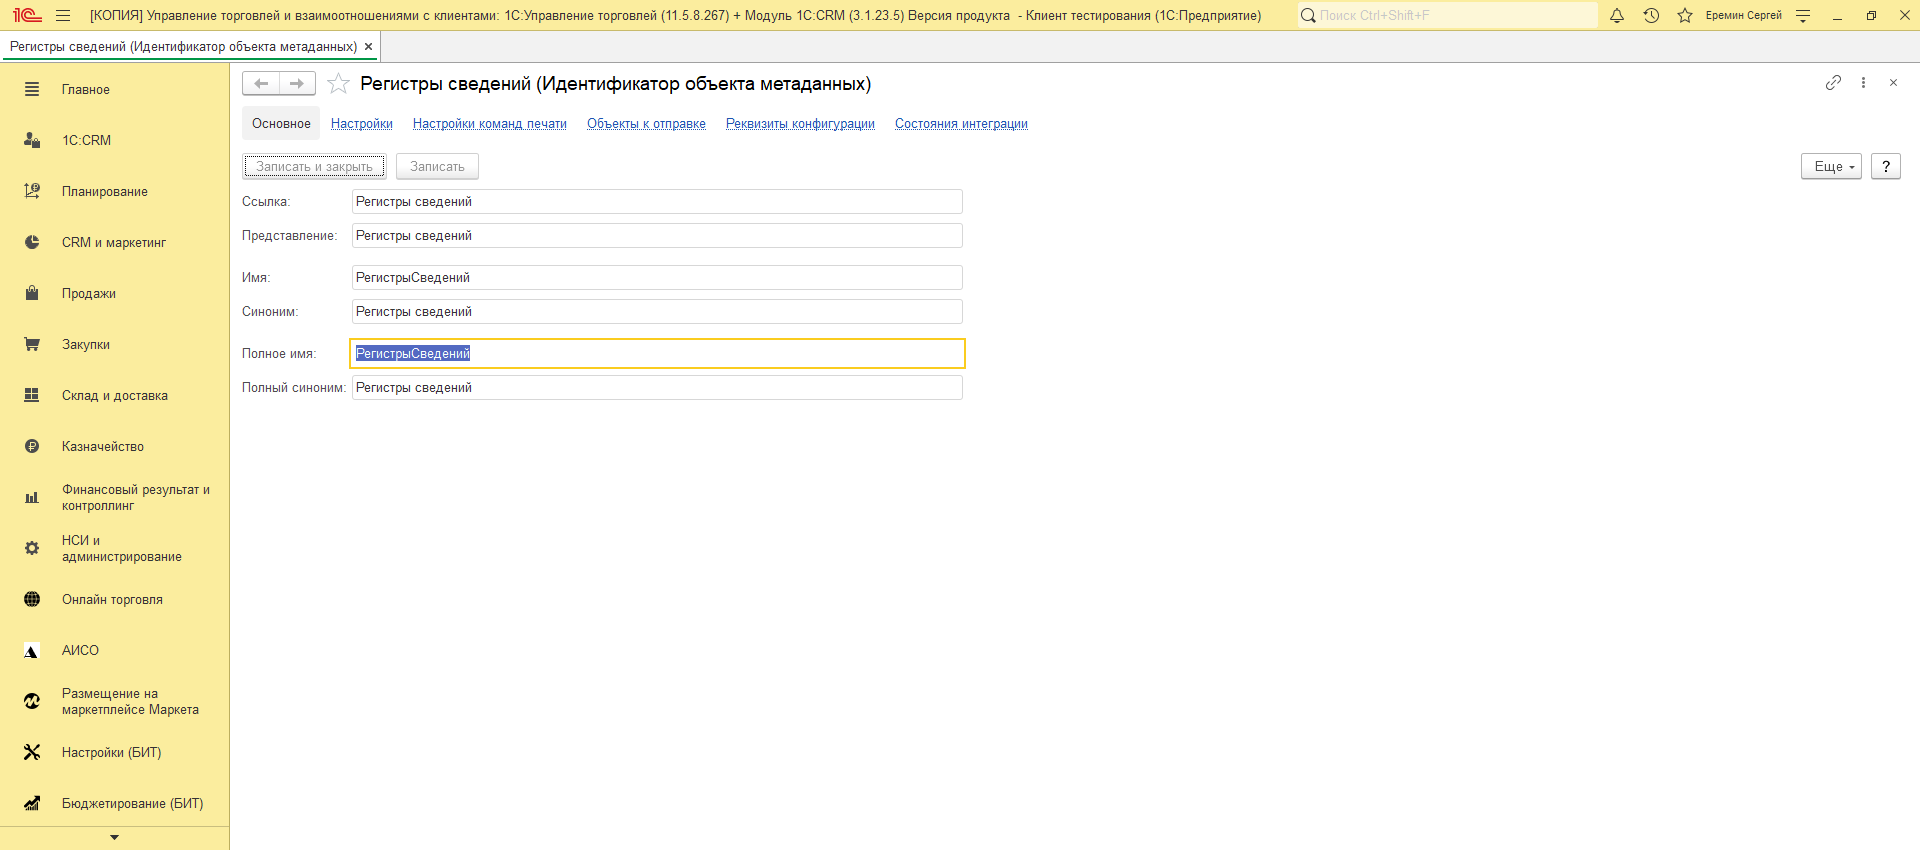 1С [КОПИЯ] Управление торговлей и взаимоотношениями с клиентами: 1С:Управление торговлей (11.5.8.267) + Модуль 1С:CRM (3.1.23.5) Версия продукта - Клиент тестирования (1С:Предприятие) Поиск Ctrl+Shift+F Еремин Сергей
Регистры сведений (Идентификатор объекта метаданных) ×
Главное
1С:CRM
Планирование
CRM и маркетинг
Продажи
Закупки
Склад и доставка
Казначейство
Финансовый результат и
контроллинг
НСИ и
администрирование
Онлайн торговля
АИСО
Размещение на
маркетплейсе Маркета
Настройки (БИТ)
Бюджетирование (БИТ)
Регистры сведений (Идентификатор объекта метаданных)
Основное Настройки Настройки команд печати Объекты к отправке Реквизиты конфигурации Состояния интеграции
Записать и закрыть Записать Еще ?
Ссылка: Регистры сведений
Представление: Регистры сведений
Имя: РегистрыСведений
Синоним: Регистры сведений
Полное имя: РегистрыСведений
Полный синоним: Регистры сведений